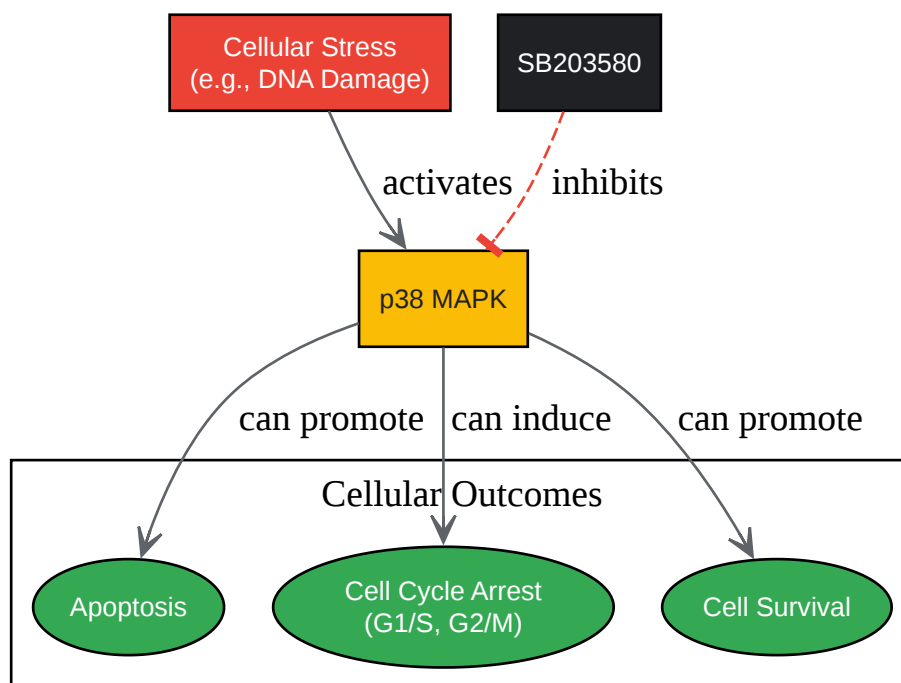 Cellular Stress
(e.g., DNA Damage)
SB203580
activates
inhibits
p38 MAPK
can promote
can induce
can promote
Cellular Outcomes
Apoptosis
Cell Cycle Arrest
(G1/S, G2/M)
Cell Survival